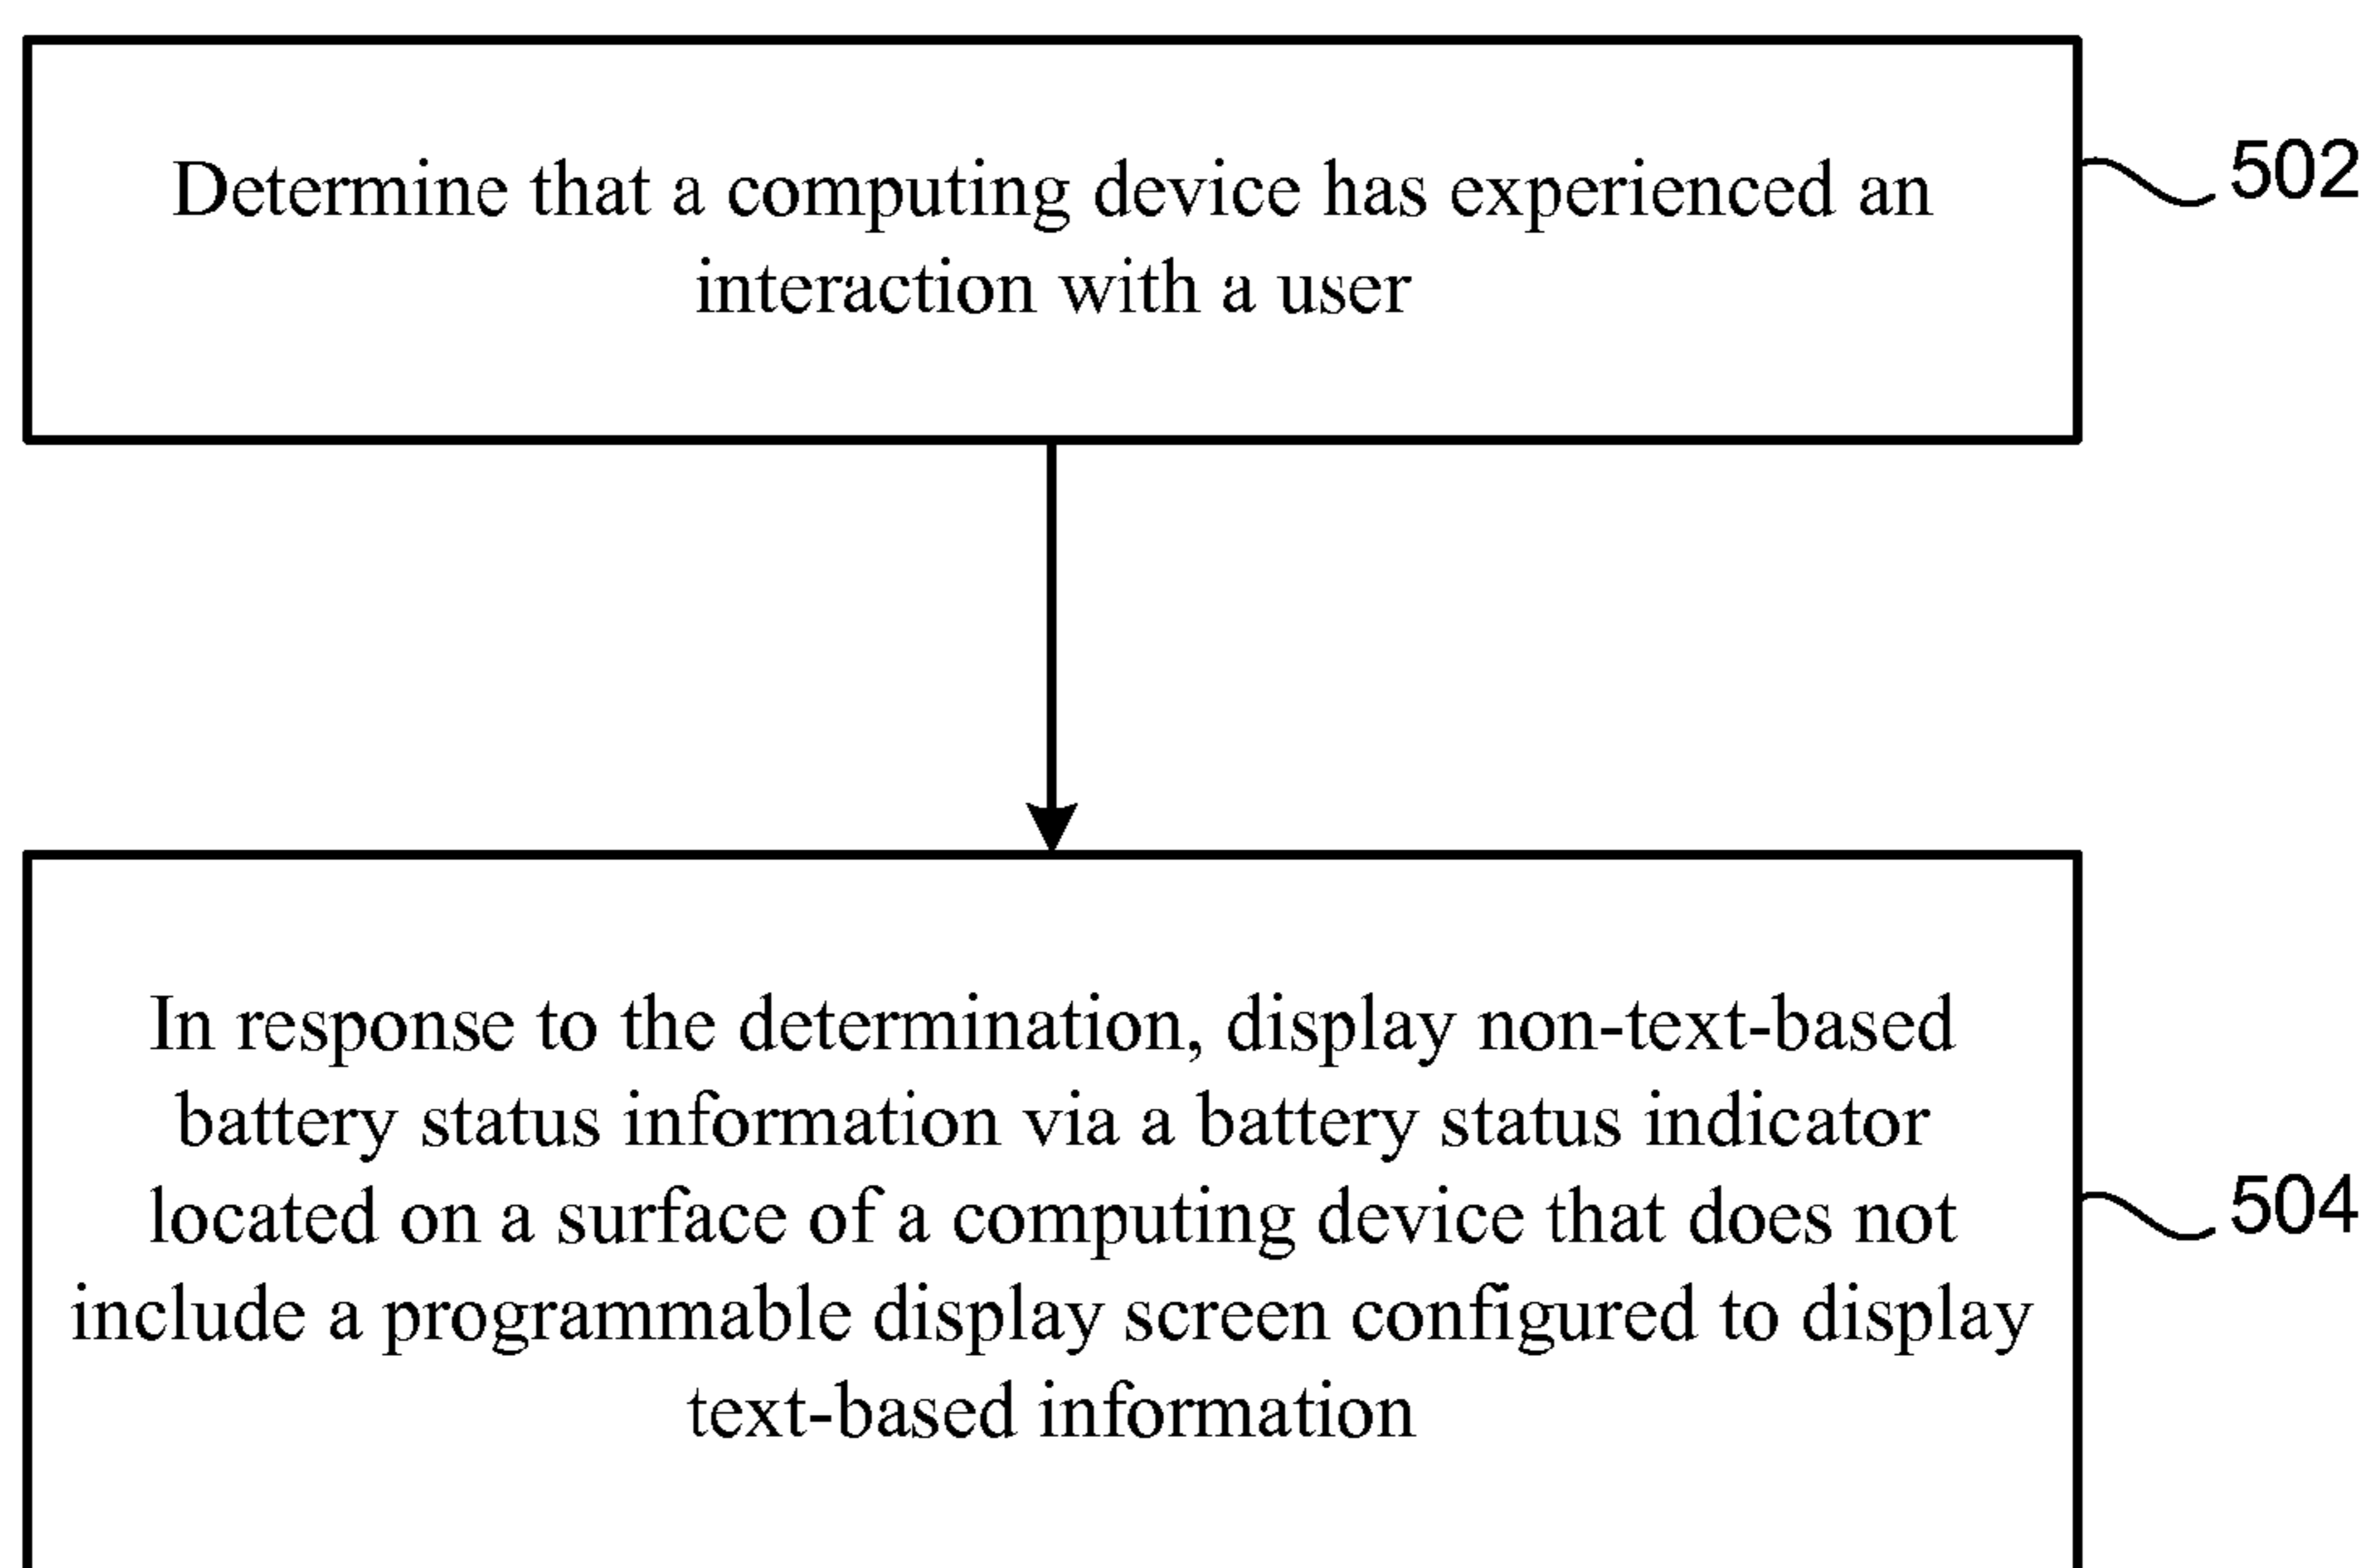 Determine that a computing device has experienced an
interaction with a user
502
In response to the determination, display non-text-based
battery status information via a battery status indicator
located on a surface of a computing device that does not
include a programmable display screen configured to display
text-based information
504